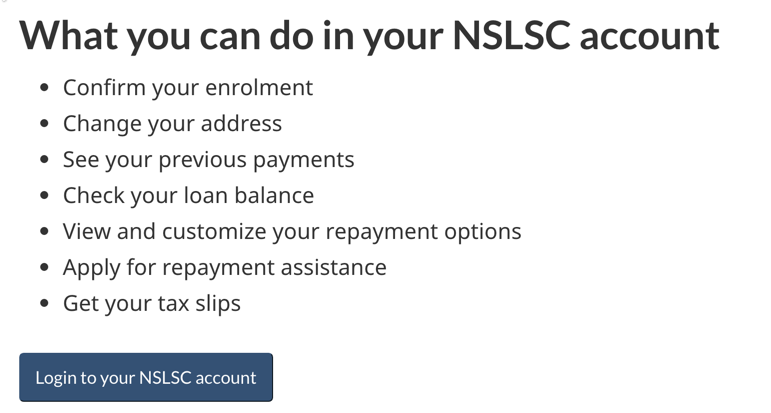 What you can do in your NSLSC account
• Confirm your enrolment
• Change your address
• See your previous payments
• Check your loan balance
• View and customize your repayment options
• Apply for repayment assistance
• Get your tax slips
Login to your NSLSC account